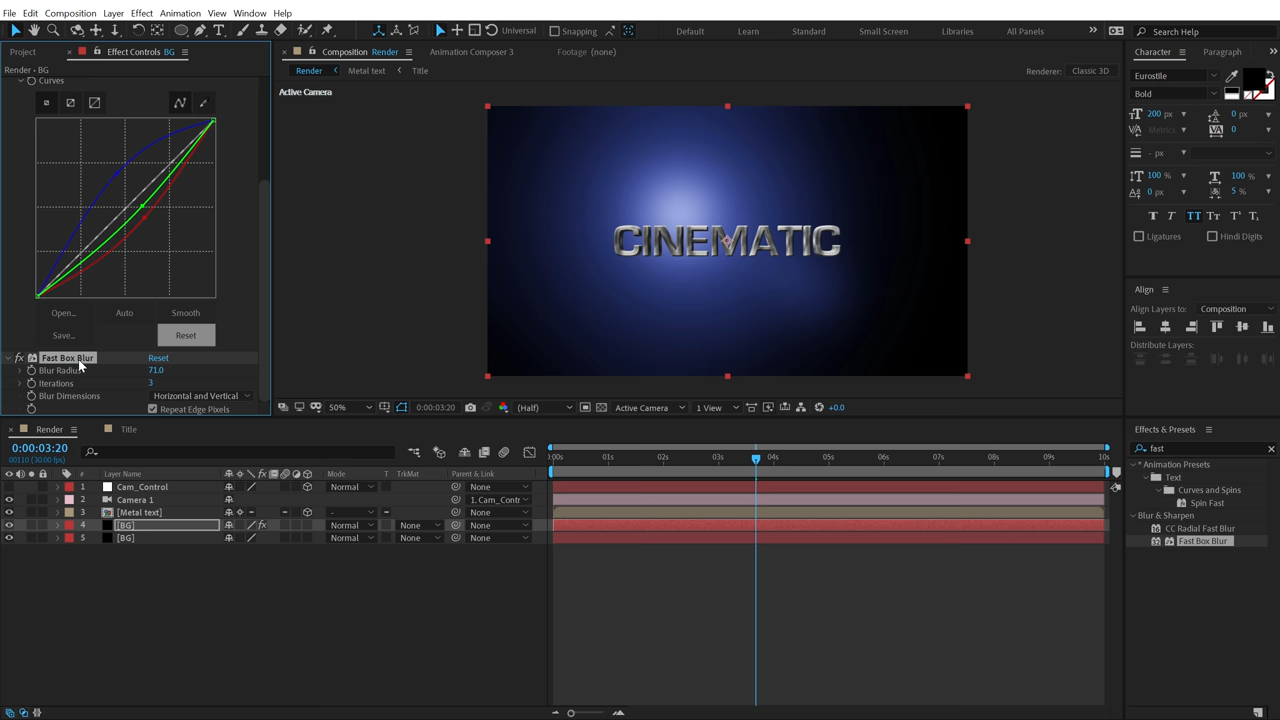 File Edit Composition Layer Effect Animation View Window Help
Universal Snapping Default Learn Standard Small Screen Libraries All Panels Search Help
Project Effect Controls BG
Composition Render Animation Composer 3 Footage (none)
Character Paragraph
Render • BG
Render Metal text Title
Renderer: Classic 3D
Curves
Active Camera
Eurostile
Bold
200 px 0 px
Metrics 0
- px
100 % 100 %
0 px 5 %
T T TT Tᴛ T¹ T₁
Ligatures Hindi Digits
CINEMATIC
Align
Align Layers to: Composition
Distribute Layers:
Open... Auto Smooth
Save... Reset
fx Fast Box Blur Reset
Blur Radius 71.0
Iterations 3
Blur Dimensions Horizontal and Vertical
Repeat Edge Pixels
50% 0:00:03:20 (Half) Active Camera 1 View +0.0
Render Title
Effects & Presets
0:00:03:20
00110 (30.00 fps)
fast
:00s 01s 02s 03s 04s 05s 06s 07s 08s 09s 10s
# Layer Name Mode T TrkMat Parent & Link
1 Cam_Control Normal None
2 Camera 1 1. Cam_Contr
3 [Metal text] - None
4 [BG] fx Normal None None
5 [BG] Normal None None
* Animation Presets
Text
Curves and Spins
Spin Fast
Blur & Sharpen
CC Radial Fast Blur
Fast Box Blur